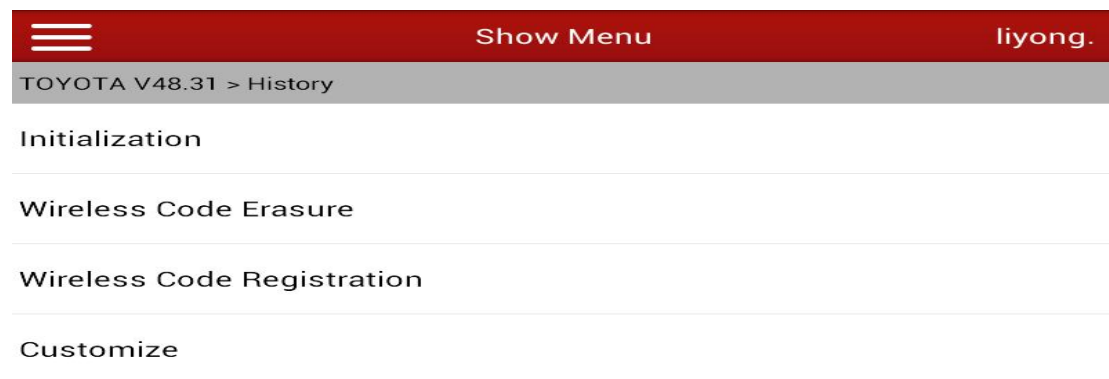 Show Menu liyong.
TOYOTA V48.31 > History
Initialization
Wireless Code Erasure
Wireless Code Registration
Customize